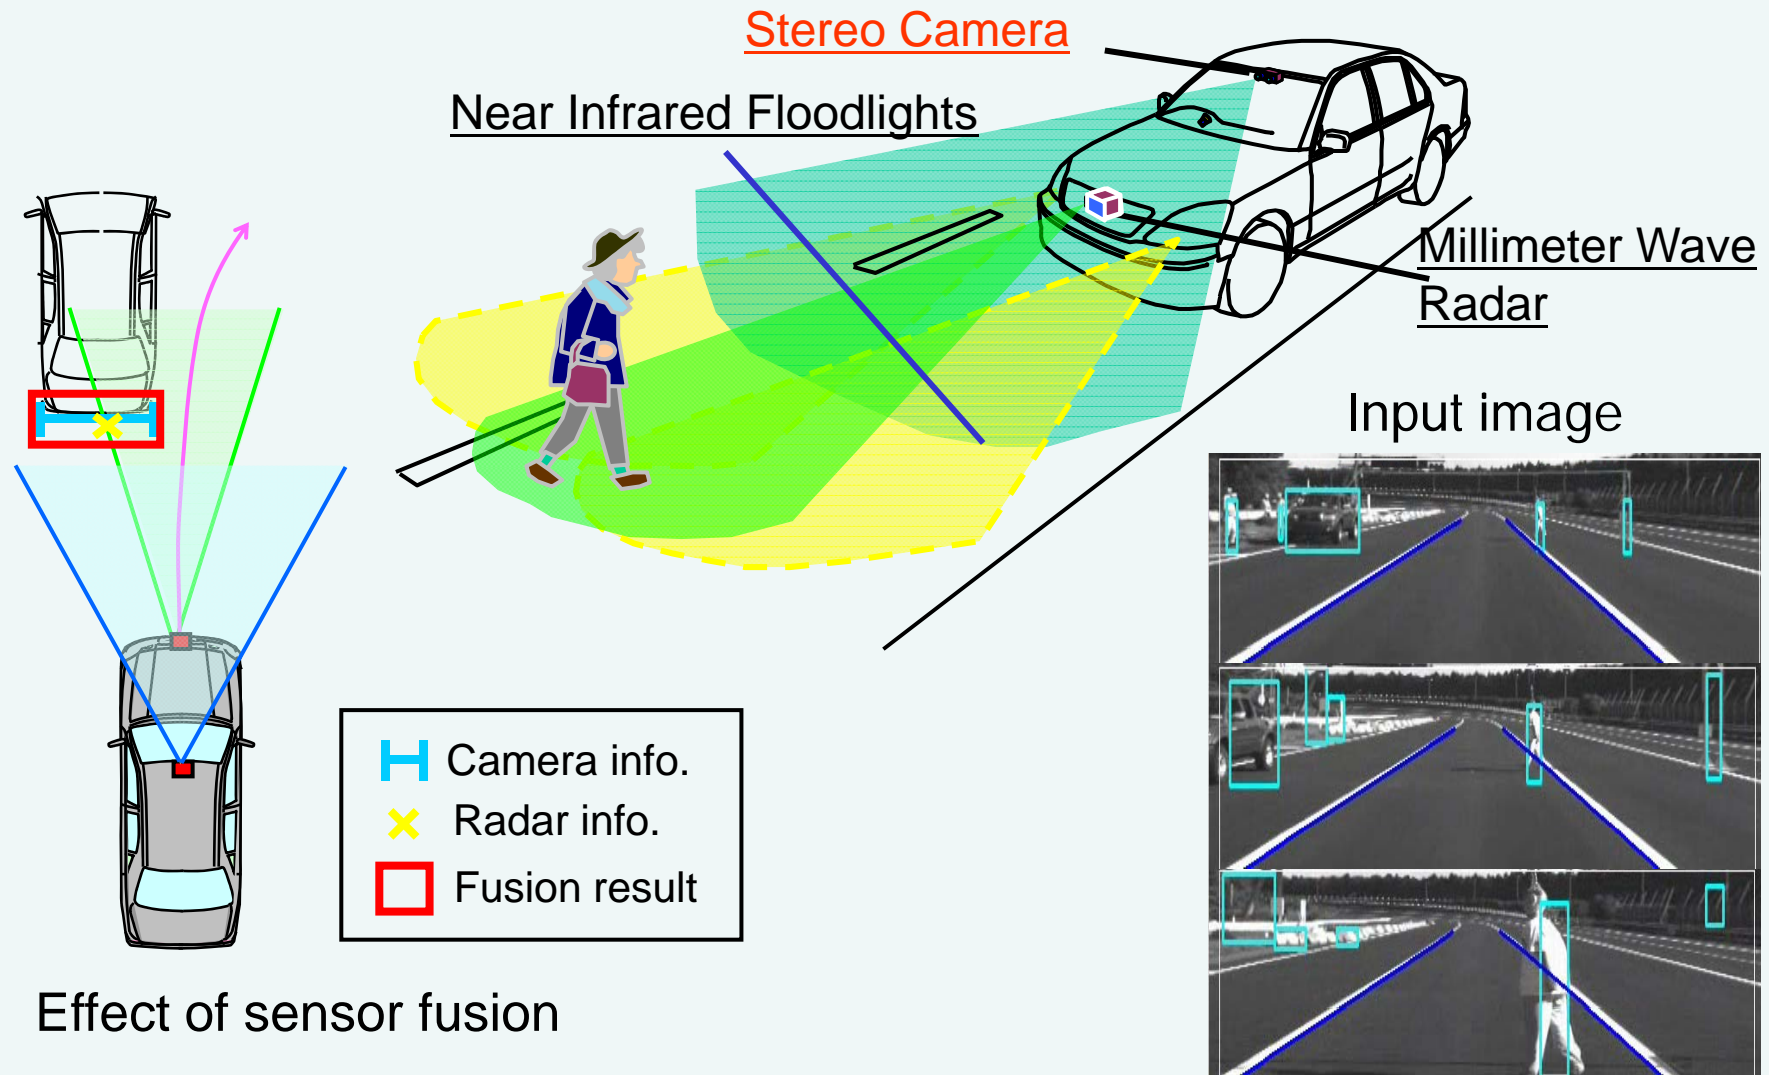 Stereo Camera
Near Infrared Floodlights
Millimeter Wave
Radar
Input image
Camera info.
Radar info.
Fusion result
Effect of sensor fusion